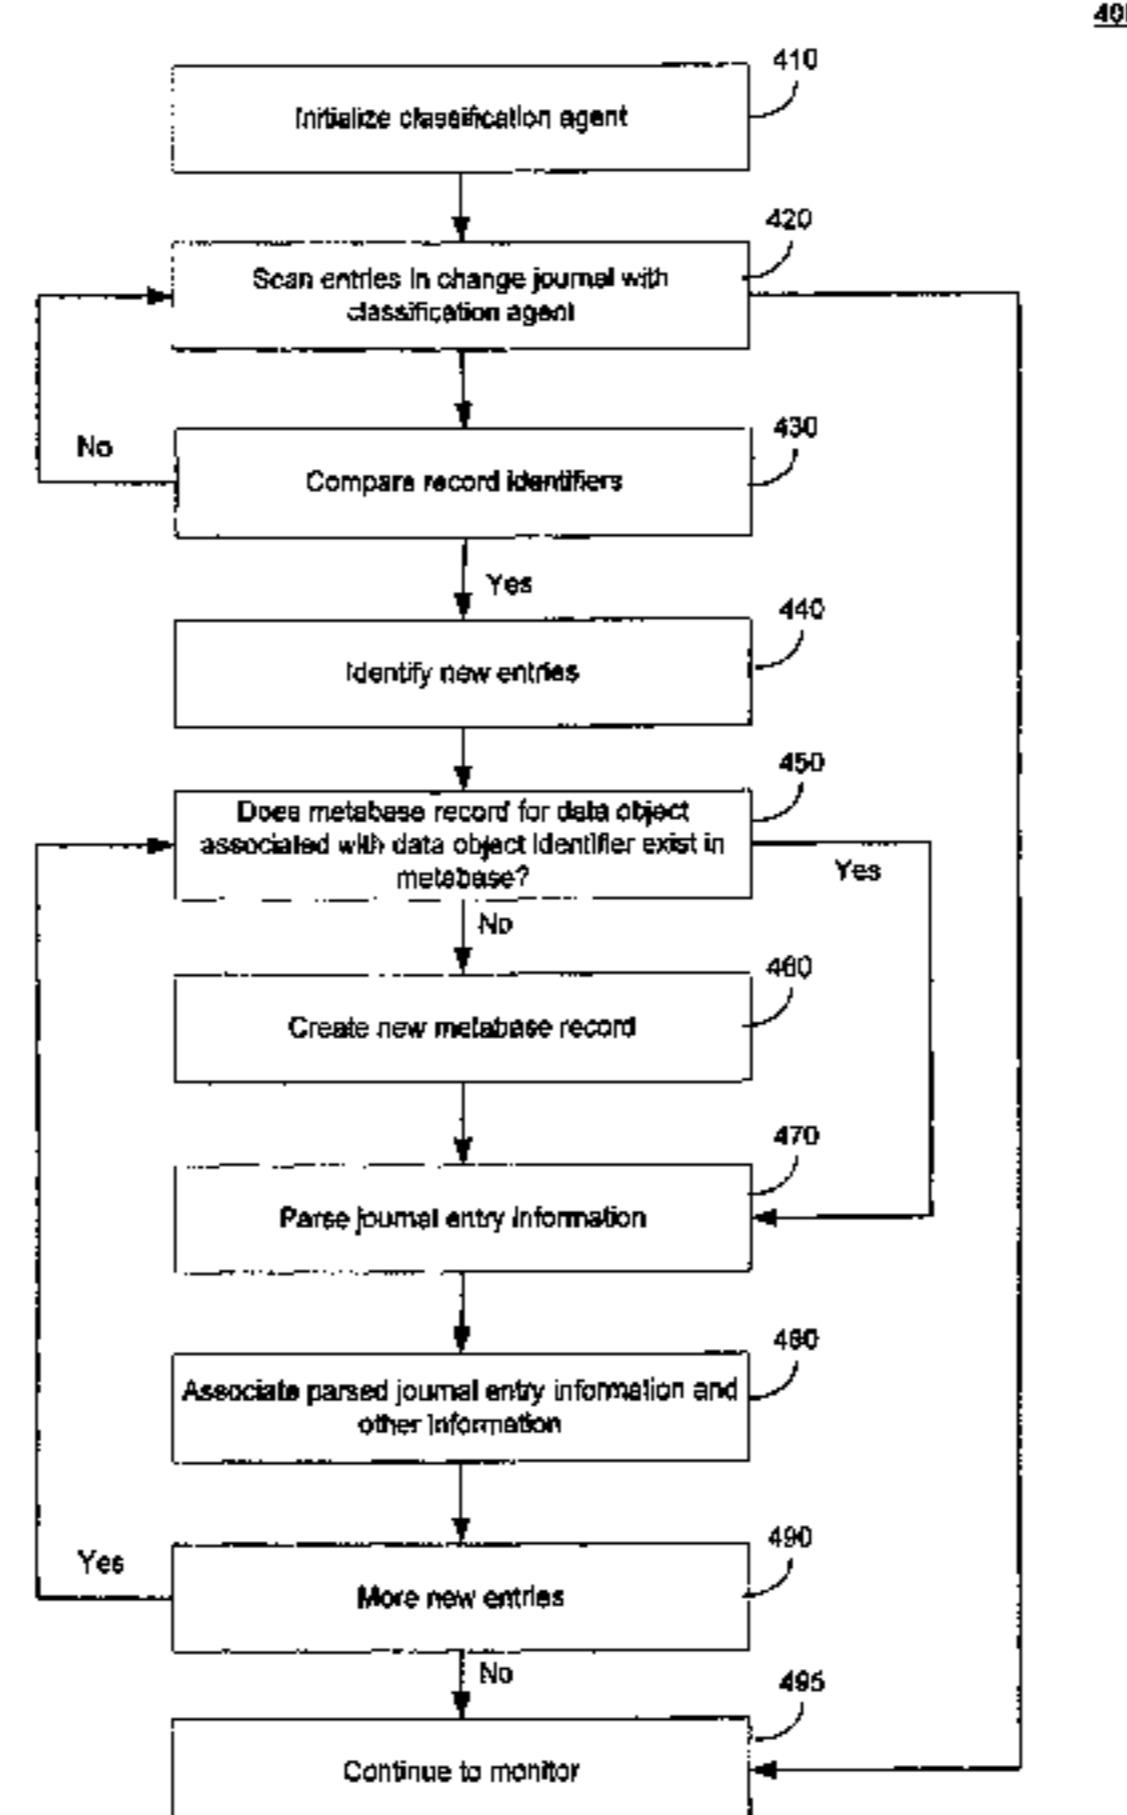 410
Initialize classification agent
420
Scan entries in change journal with
classification agent
430
No
Compare record identifiers
Yes
440
Identify new entries
450
Does metabase record for data object
associated with data object identifier exist in
metabase?
Yes
No
460
Create new metabase record
470
Parse journal entry information
480
Associate parsed journal entry information and
other information
490
Yes
More new entries
No
495
Continue to monitor